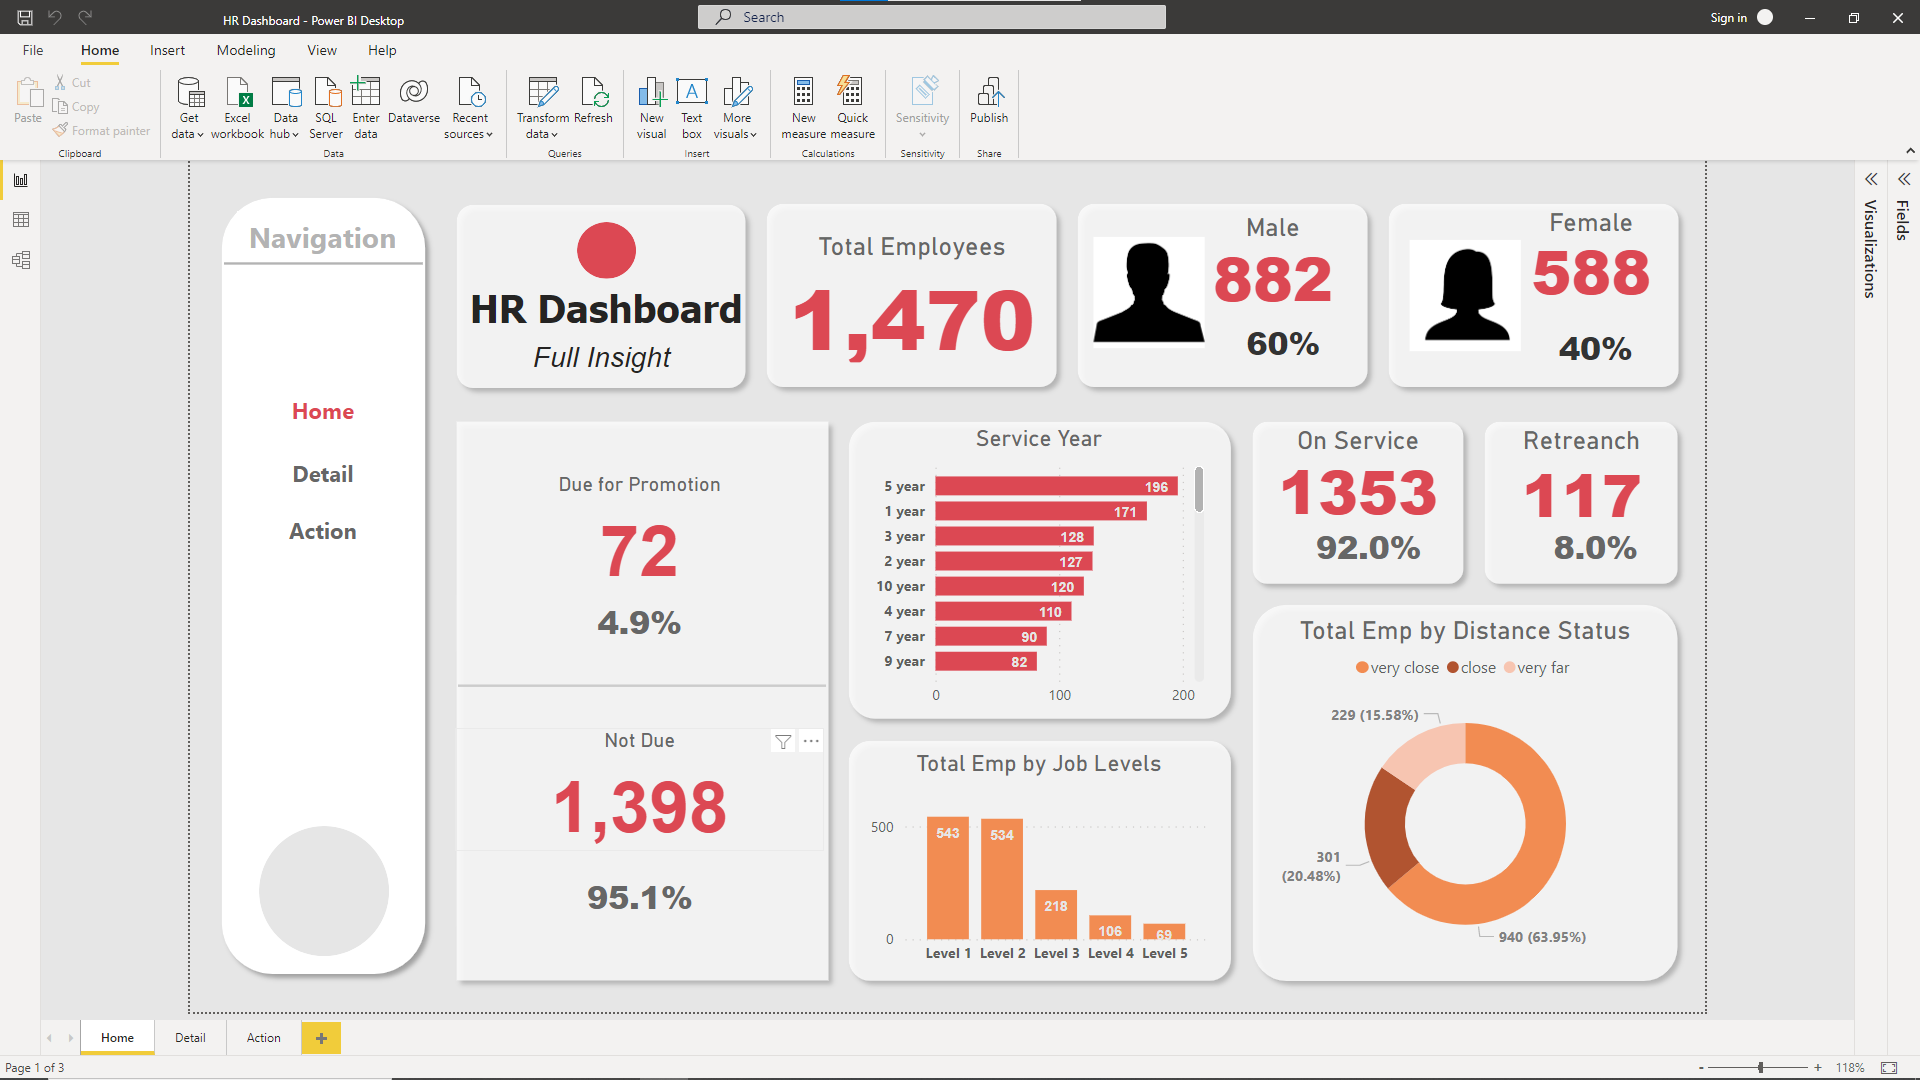 HR Dashboard - Power BI Desktop
Search
Sign in
File Home Insert Modeling View Help
Paste
Cut
Copy
Format painter
Clipboard
Get data
Excel workbook
Data hub
SQL Server
Enter data
Dataverse
Recent sources
Data
Transform data
Refresh
Queries
New visual
Text box
More visuals
Insert
New measure
Quick measure
Calculations
Sensitivity
Sensitivity
Publish
Share
Navigation
Home
Detail
Action
HR Dashboard
Full Insight
Total Employees
1,470
Male
882
60%
Female
588
40%
Due for Promotion
72
4.9%
Not Due
1,398
95.1%
Service Year
5 year 196
1 year 171
3 year 128
2 year 127
10 year 120
4 year 110
7 year 90
9 year 82
0 100 200
Total Emp by Job Levels
500
0
543 534 218 106 69
Level 1 Level 2 Level 3 Level 4 Level 5
On Service
1353
92.0%
Retreanch
117
8.0%
Total Emp by Distance Status
very close close very far
229 (15.58%)
301
(20.48%)
940 (63.95%)
Visualizations
Fields
Home Detail Action +
Page 1 of 3
- + 118%